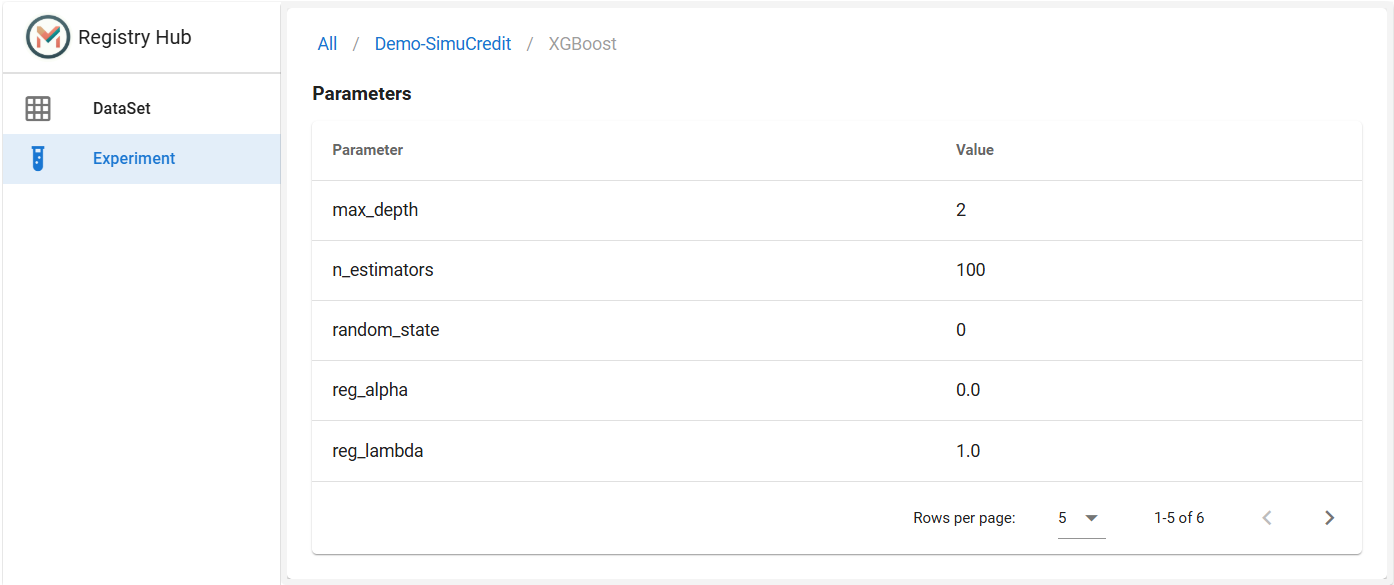 Registry Hub
DataSet
Experiment
All / Demo-SimuCredit / XGBoost
Parameters
Parameter Value
max_depth 2
n_estimators 100
random_state 0
reg_alpha 0.0
reg_lambda 1.0
Rows per page: 5 1-5 of 6